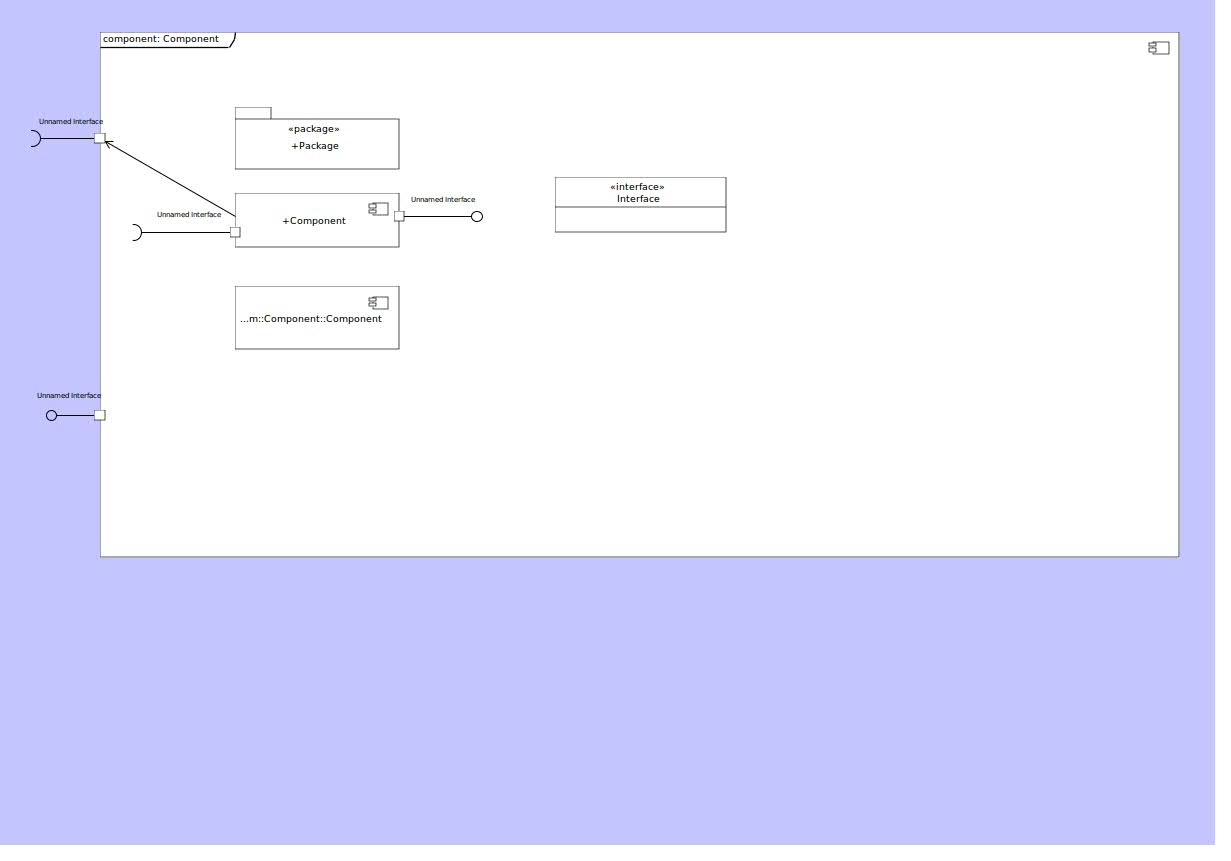 component: Component
Unnamed Interface
«package»
+Package
«interface»
Interface
Unnamed Interface
Unnamed Interface
+Component
...m::Component::Component
Unnamed Interface